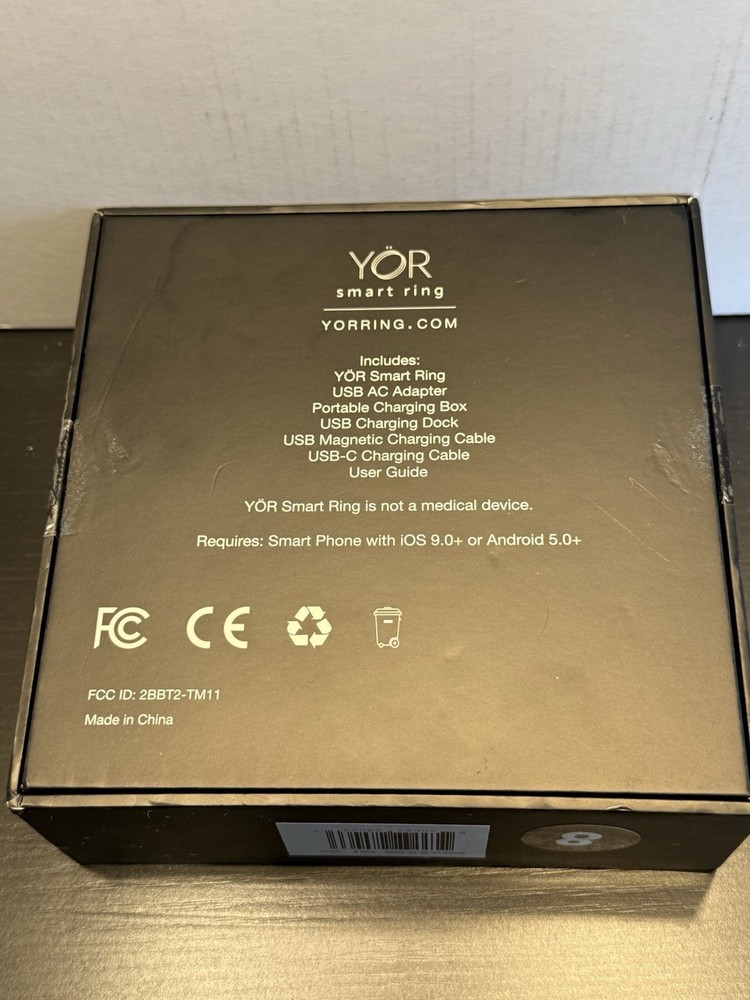 YÖR
smart ring
YORRING.COM
Includes:
YÖR Smart Ring
USB AC Adapter
Portable Charging Box
USB Charging Dock
USB Magnetic Charging Cable
USB-C Charging Cable
User Guide
YÖR Smart Ring is not a medical device.
Requires: Smart Phone with iOS 9.0+ or Android 5.0+
FC CE
FCC ID: 2BBT2-TM11
Made in China
8